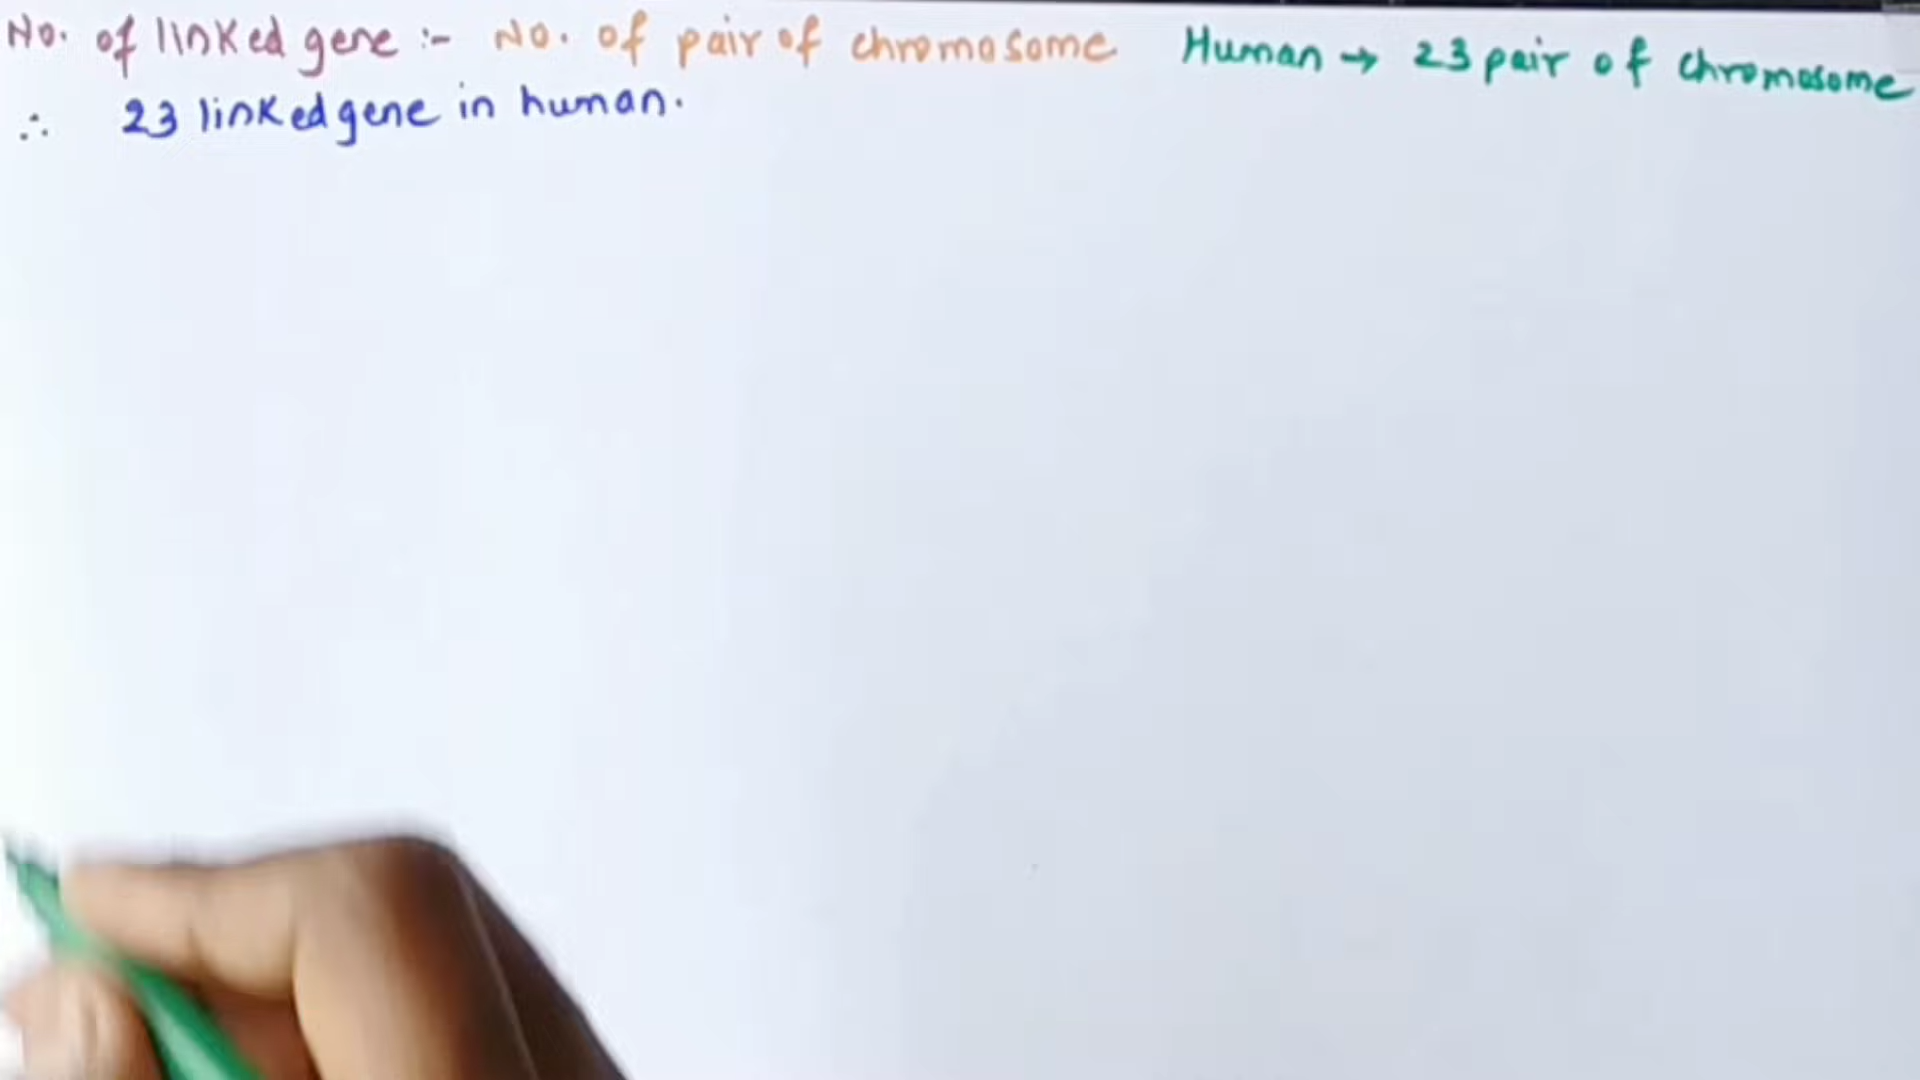 No. of linked gene :- No. of pair of chromosome Human → 23 pair of chromosome
∴ 23 linked gene in human.